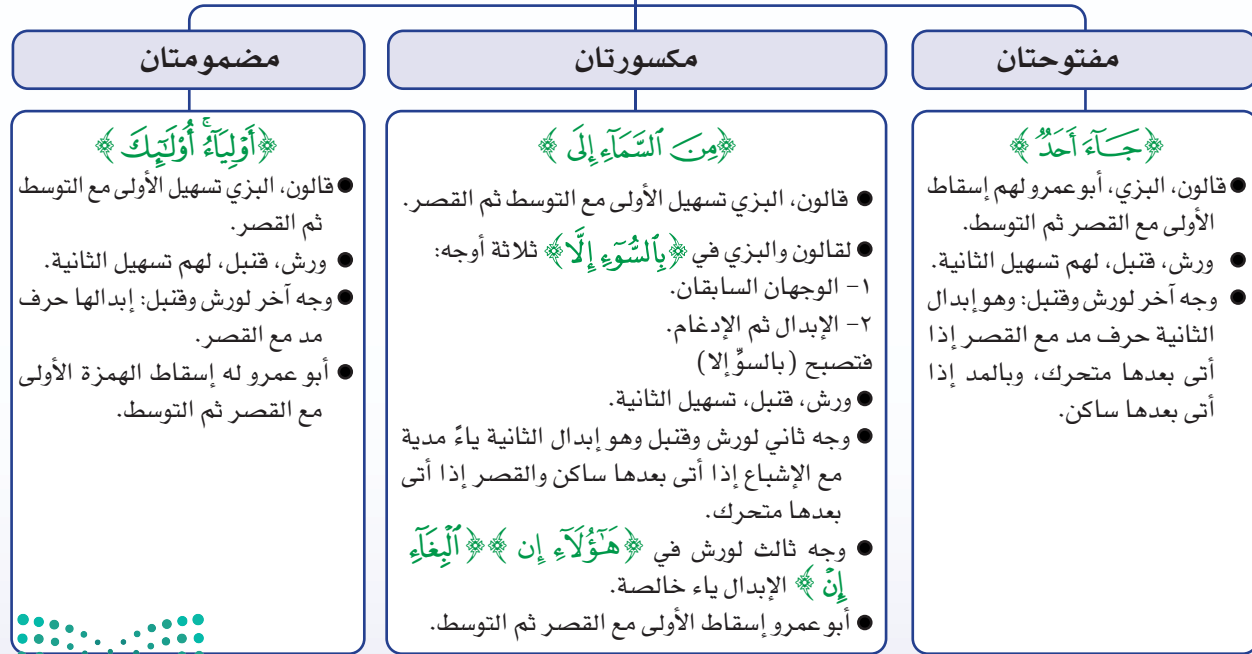 مفتوحتان
﴿جَآءَ أَحَدٌ﴾
● قالون، البزي، أبو عمرو لهم إسقاط
الأولى مع القصر ثم التوسط.
● ورش، قنبل، لهم تسهيل الثانية.
● وجه آخر لورش وقنبل: وهو إبدال
الثانية حرف مد مع القصر إذا
أتى بعدها متحرك، وبالمد إذا
أتى بعدها ساكن.
مكسورتان
﴿مِنَ ٱلسَّمَآءِ إِلَى﴾
● قالون، البزي تسهيل الأولى مع التوسط ثم القصر.
● لقالون والبزي في ﴿بِٱلسُّوٓءِ إِلَّا﴾ ثلاثة أوجه:
١- الوجهان السابقان.
٢- الإبدال ثم الإدغام.
فتصبح (بالسوِّ إلا)
● ورش، قنبل، تسهيل الثانية.
● وجه ثاني لورش وقنبل وهو إبدال الثانية ياءً مدية
مع الإشباع إذا أتى بعدها ساكن والقصر إذا أتى
بعدها متحرك.
● وجه ثالث لورش في ﴿هَٰٓؤُلَآءِ إِن﴾ ﴿ٱلْبِغَآءِ
إِنْ﴾ الإبدال ياء خالصة.
● أبو عمرو إسقاط الأولى مع القصر ثم التوسط.
مضمومتان
﴿أَوْلِيَآءُ ۚ أُو۟لَٰٓئِكَ﴾
● قالون، البزي تسهيل الأولى مع التوسط
ثم القصر.
● ورش، قنبل، لهم تسهيل الثانية.
● وجه آخر لورش وقنبل: إبدالها حرف
مد مع القصر.
● أبو عمرو له إسقاط الهمزة الأولى
مع القصر ثم التوسط.